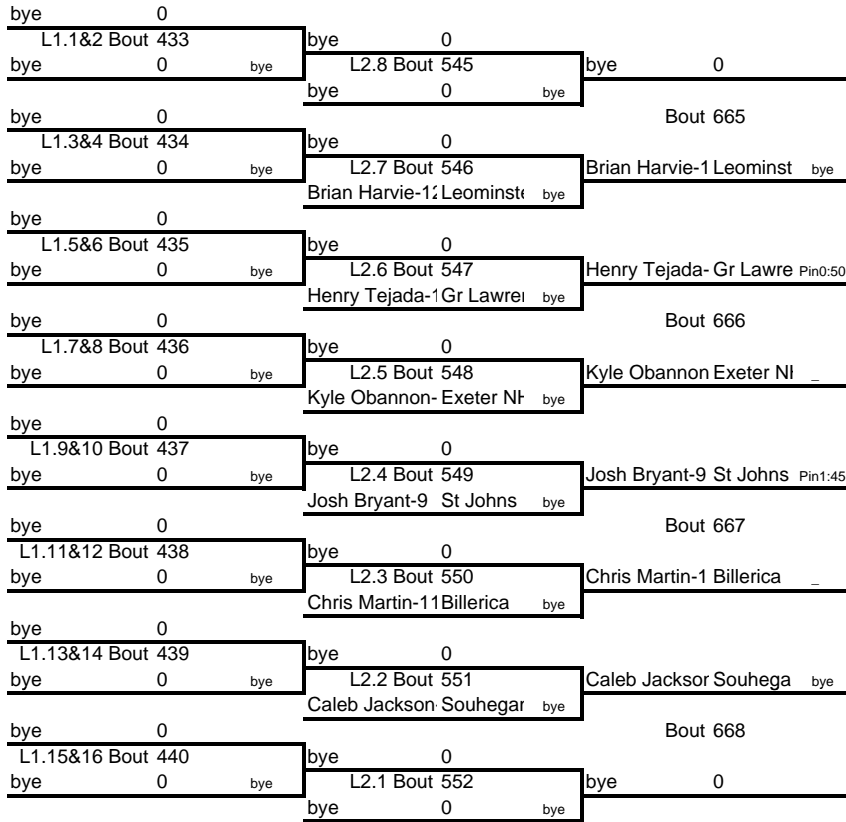 bye 0
L1.1&2 Bout 433 bye 0
bye 0 bye L2.8 Bout 545 bye 0
bye 0 bye
bye 0 Bout 665
L1.3&4 Bout 434 bye 0
bye 0 bye L2.7 Bout 546 Brian Harvie-1 Leominst bye
Brian Harvie-12 Leominste bye
bye 0
L1.5&6 Bout 435 bye 0
bye 0 bye L2.6 Bout 547 Henry Tejada- Gr Lawre Pin0:50
Henry Tejada-1 Gr Lawre bye
bye 0 Bout 666
L1.7&8 Bout 436 bye 0
bye 0 bye L2.5 Bout 548 Kyle Obannon Exeter NH _
Kyle Obannon- Exeter NH bye
bye 0
L1.9&10 Bout 437 bye 0
bye 0 bye L2.4 Bout 549 Josh Bryant-9 St Johns Pin1:45
Josh Bryant-9 St Johns bye
bye 0 Bout 667
L1.11&12 Bout 438 bye 0
bye 0 bye L2.3 Bout 550 Chris Martin-1 Billerica _
Chris Martin-11 Billerica bye
bye 0
L1.13&14 Bout 439 bye 0
bye 0 bye L2.2 Bout 551 Caleb Jackson Souhega bye
Caleb Jackson- Souhegan bye
bye 0 Bout 668
L1.15&16 Bout 440 bye 0
bye 0 bye L2.1 Bout 552 bye 0
bye 0 bye